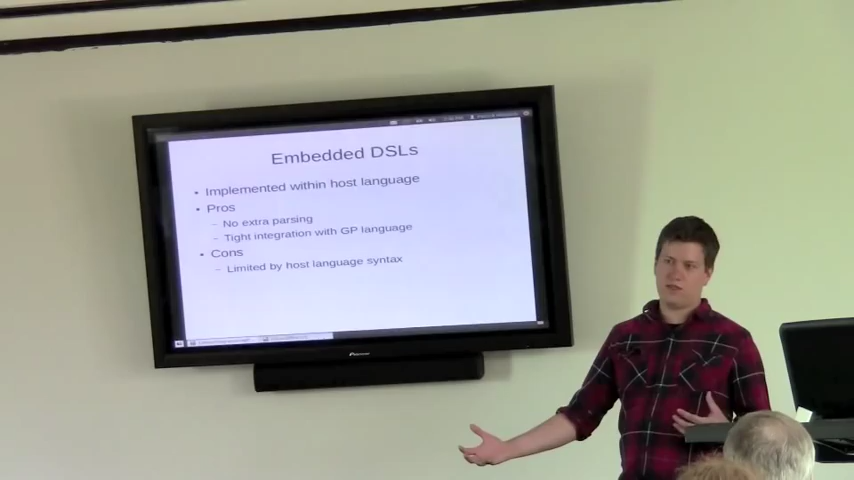 Embedded DSLs
• Implemented within host language
• Pros
– No extra parsing
– Tight integration with GP language
• Cons
– Limited by host language syntax
Pioneer